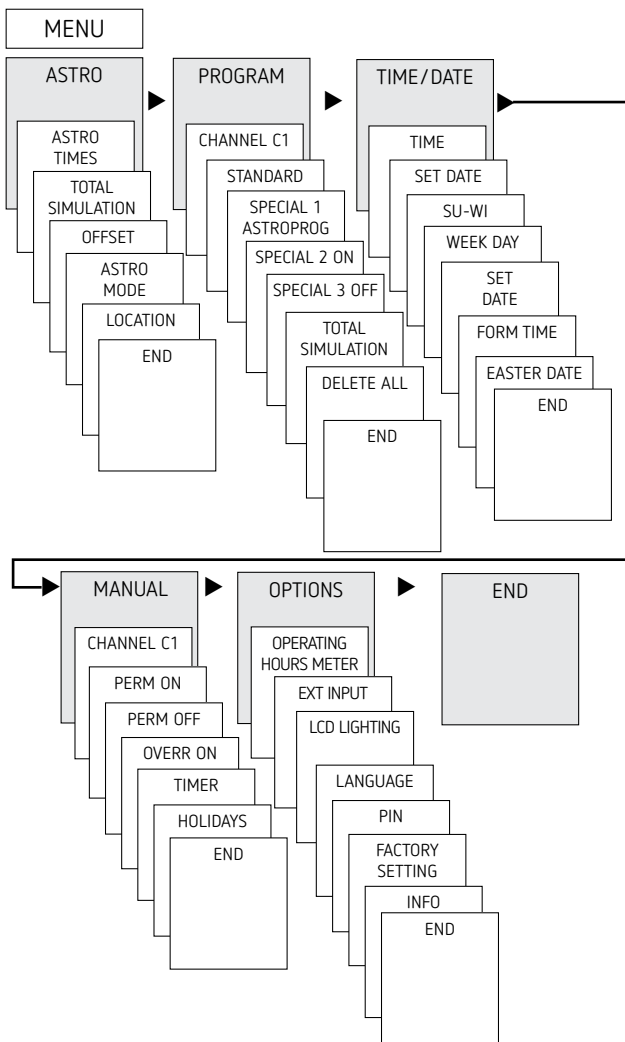 MENU
ASTRO
ASTRO
TIMES
TOTAL
SIMULATION
OFFSET
ASTRO
MODE
LOCATION
END
PROGRAM
CHANNEL C1
STANDARD
SPECIAL 1
ASTROPROG
SPECIAL 2 ON
SPECIAL 3 OFF
TOTAL
SIMULATION
DELETE ALL
END
TIME/DATE
TIME
SET DATE
SU-WI
WEEK DAY
SET
DATE
FORM TIME
EASTER DATE
END
MANUAL
CHANNEL C1
PERM ON
PERM OFF
OVERR ON
TIMER
HOLIDAYS
END
OPTIONS
OPERATING
HOURS METER
EXT INPUT
LCD LIGHTING
LANGUAGE
PIN
FACTORY
SETTING
INFO
END
END